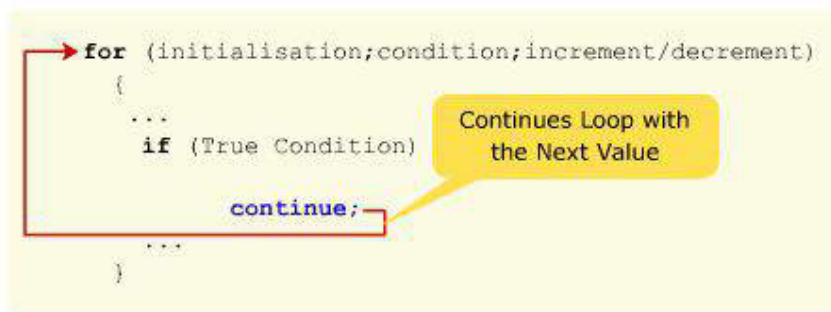 for (initialisation;condition;increment/decrement)
{
...
if (True Condition)
Continues Loop with
the Next Value
continue;
...
}